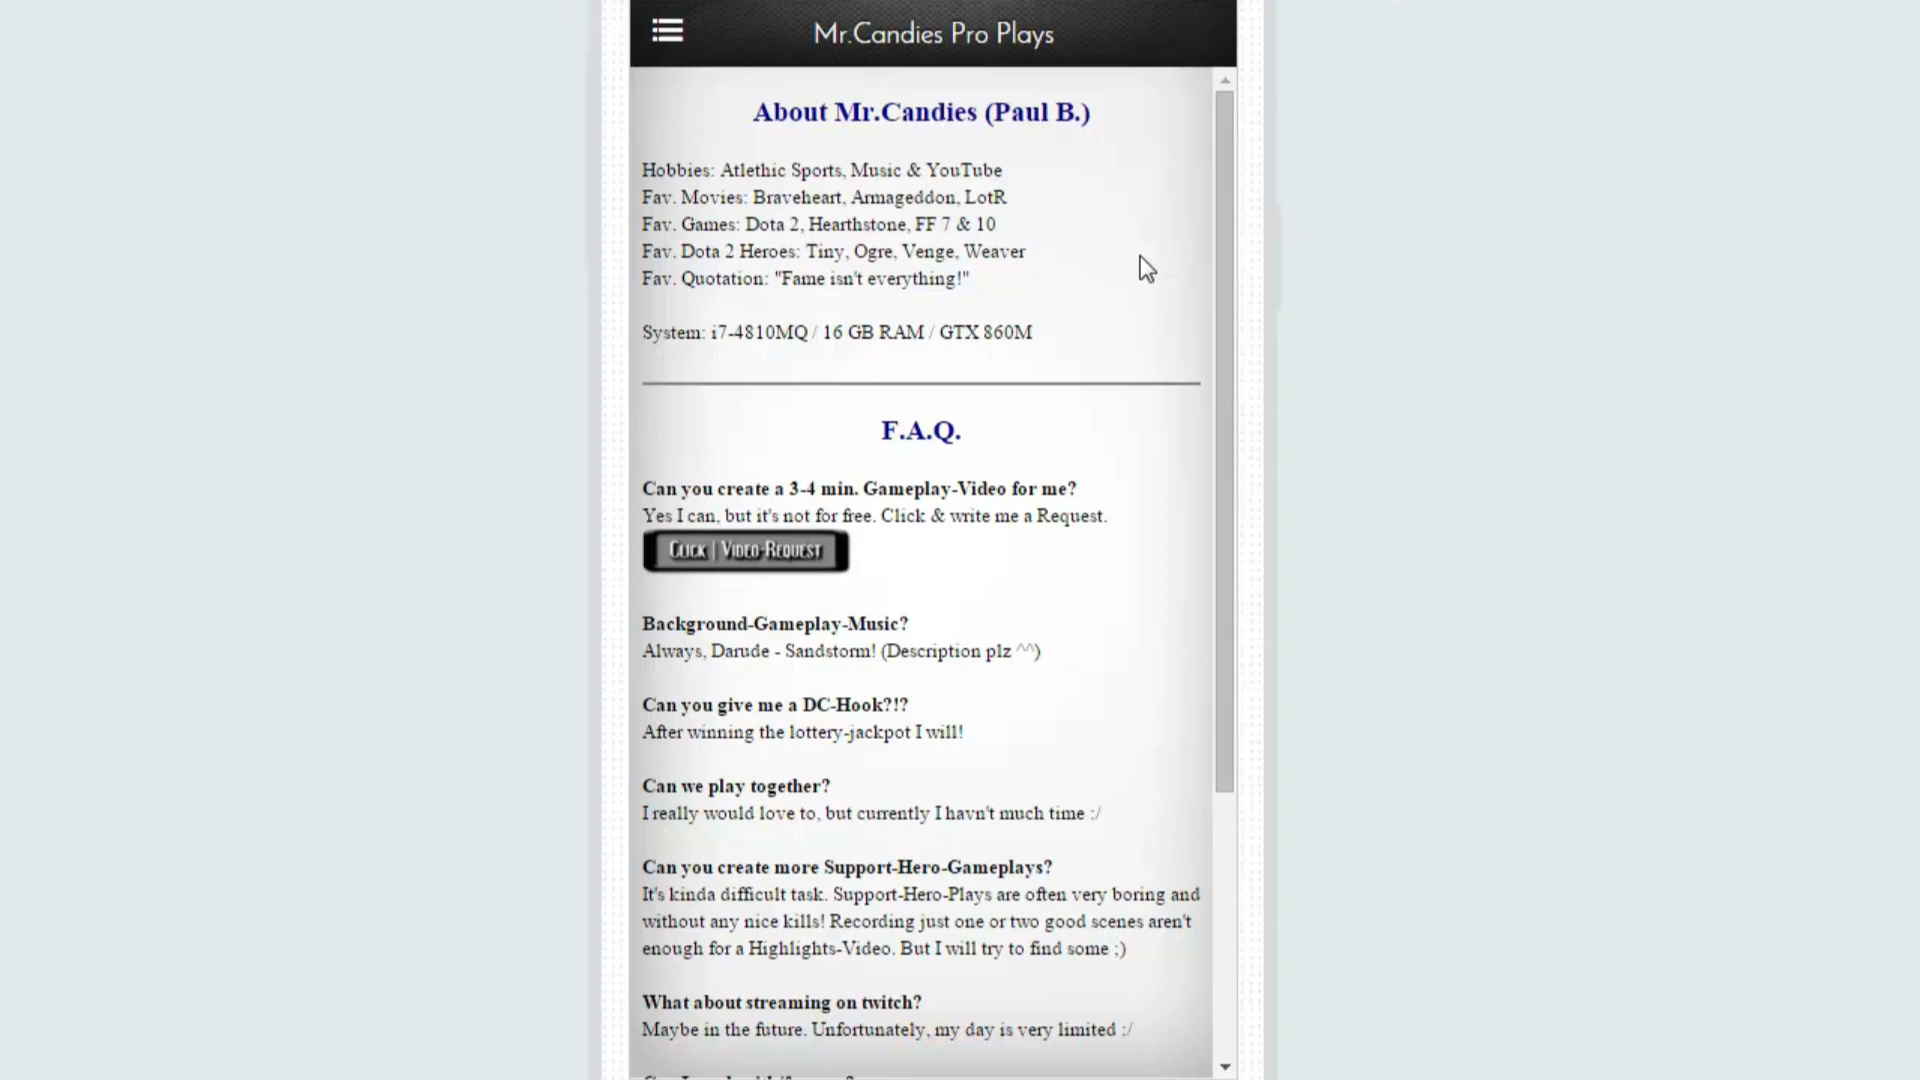 Mr.Candies Pro Plays
About Mr.Candies (Paul B.)
Hobbies: Atlethic Sports, Music & YouTube
Fav. Movies: Braveheart, Armageddon, LotR
Fav. Games: Dota 2, Hearthstone, FF 7 & 10
Fav. Dota 2 Heroes: Tiny, Ogre, Venge, Weaver
Fav. Quotation: "Fame isn't everything!"
System: i7-4810MQ / 16 GB RAM / GTX 860M
F.A.Q.
Can you create a 3-4 min. Gameplay-Video for me?
Yes I can, but it's not for free. Click & write me a Request.
Click | Video-Request
Background-Gameplay-Music?
Always, Darude - Sandstorm! (Description plz ^^)
Can you give me a DC-Hook?!?
After winning the lottery-jackpot I will!
Can we play together?
I really would love to, but currently I havn't much time :/
Can you create more Support-Hero-Gameplays?
It's kinda difficult task. Support-Hero-Plays are often very boring and
without any nice kills! Recording just one or two good scenes aren't
enough for a Highlights-Video. But I will try to find some ;)
What about streaming on twitch?
Maybe in the future. Unfortunately, my day is very limited :/